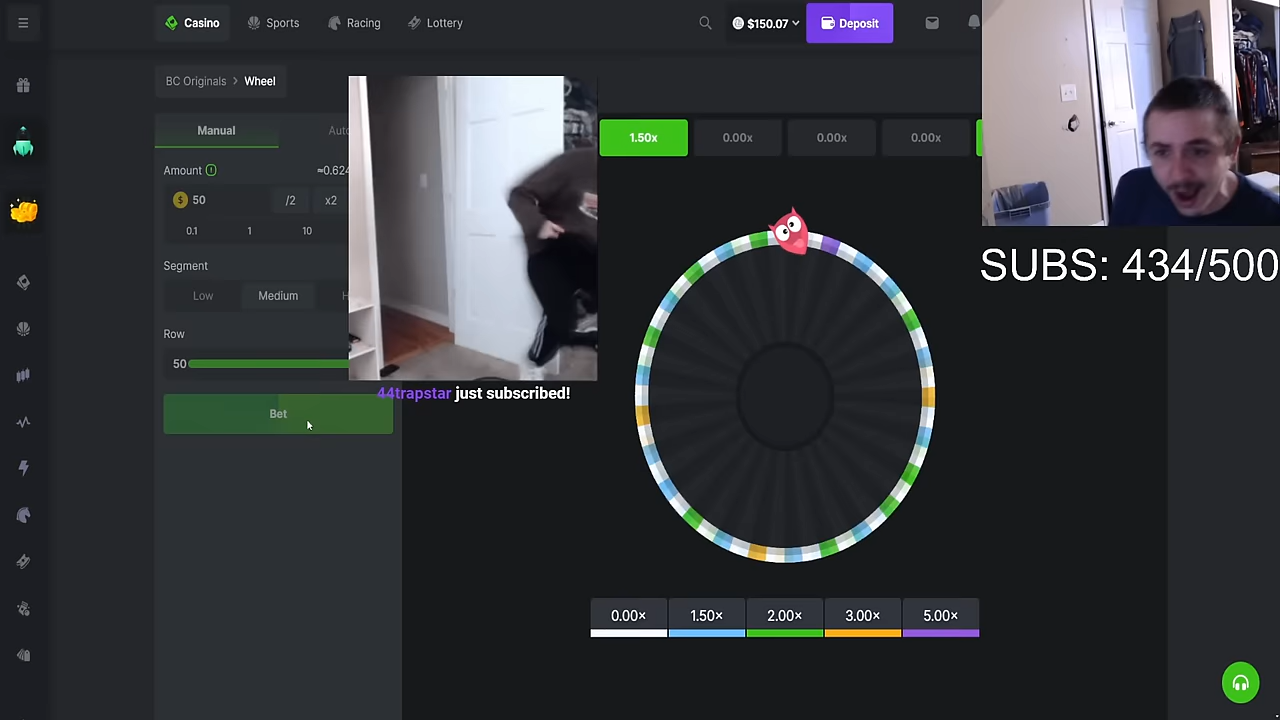 Casino
Sports
Racing
Lottery
$150.07
Deposit
BC Originals > Wheel
Manual
Amount
≈0.624
50
/2
x2
0.1
1
10
Segment
Low
Medium
Row
50
Bet
1.50x
0.00x
0.00x
0.00x
44trapstar just subscribed!
SUBS: 434/500
0.00×
1.50×
2.00×
3.00×
5.00×